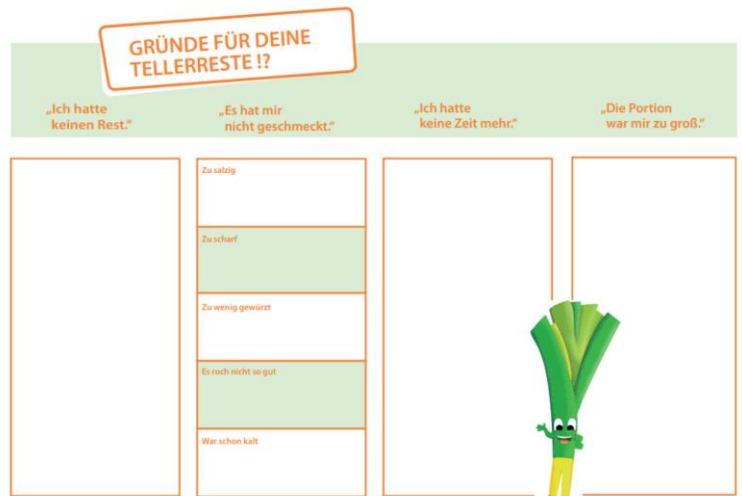 GRÜNDE FÜR DEINE
TELLERRESTE !?
„Ich hatte
keinen Rest.“
„Es hat mir
nicht geschmeckt.“
„Ich hatte
keine Zeit mehr.“
„Die Portion
war mir zu groß.“
Zu salzig
Zu scharf
Zu wenig gewürzt
Es roch nicht so gut
War schon kalt